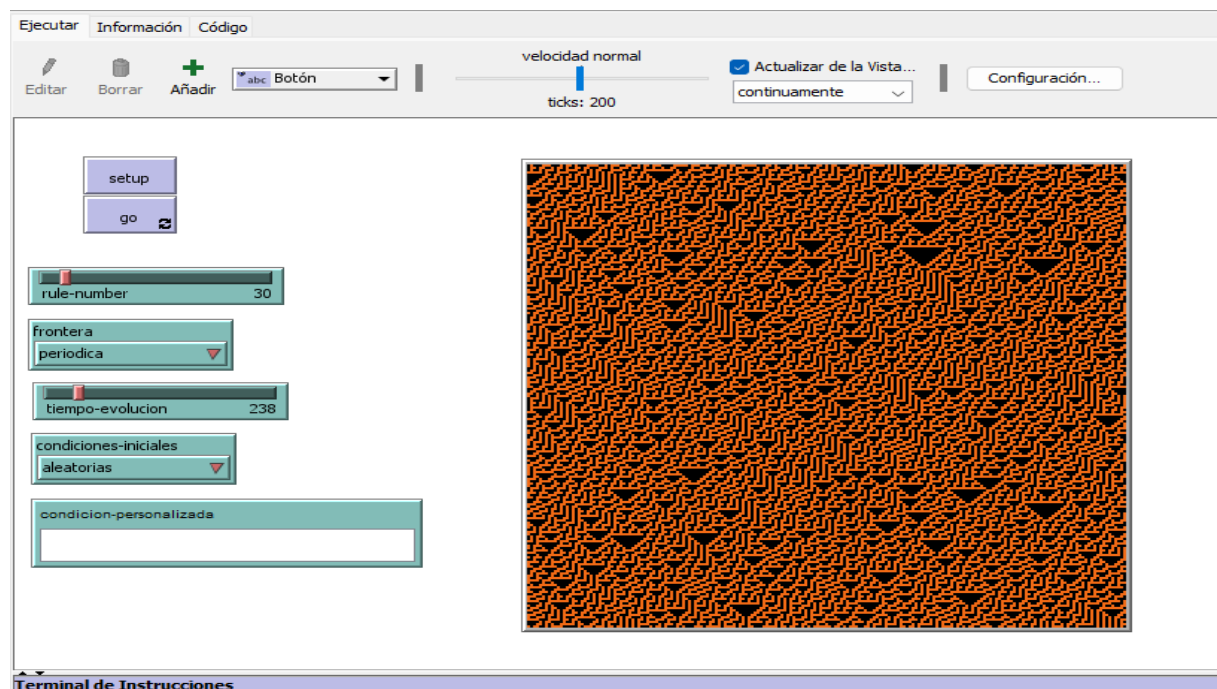 Ejecutar Información Código
velocidad normal
Editar Borrar Añadir abc Botón
ticks: 200
Actualizar de la Vista...
continuamente
Configuración...
setup
go
rule-number 30
frontera
periodica
tiempo-evolucion 238
condiciones-iniciales
aleatorias
condicion-personalizada
Terminal de Instrucciones